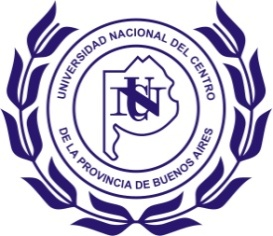 UNIVERSIDAD NACIONAL DEL CENTRO
DE LA PROVINCIA DE BUENOS AIRES
UNC